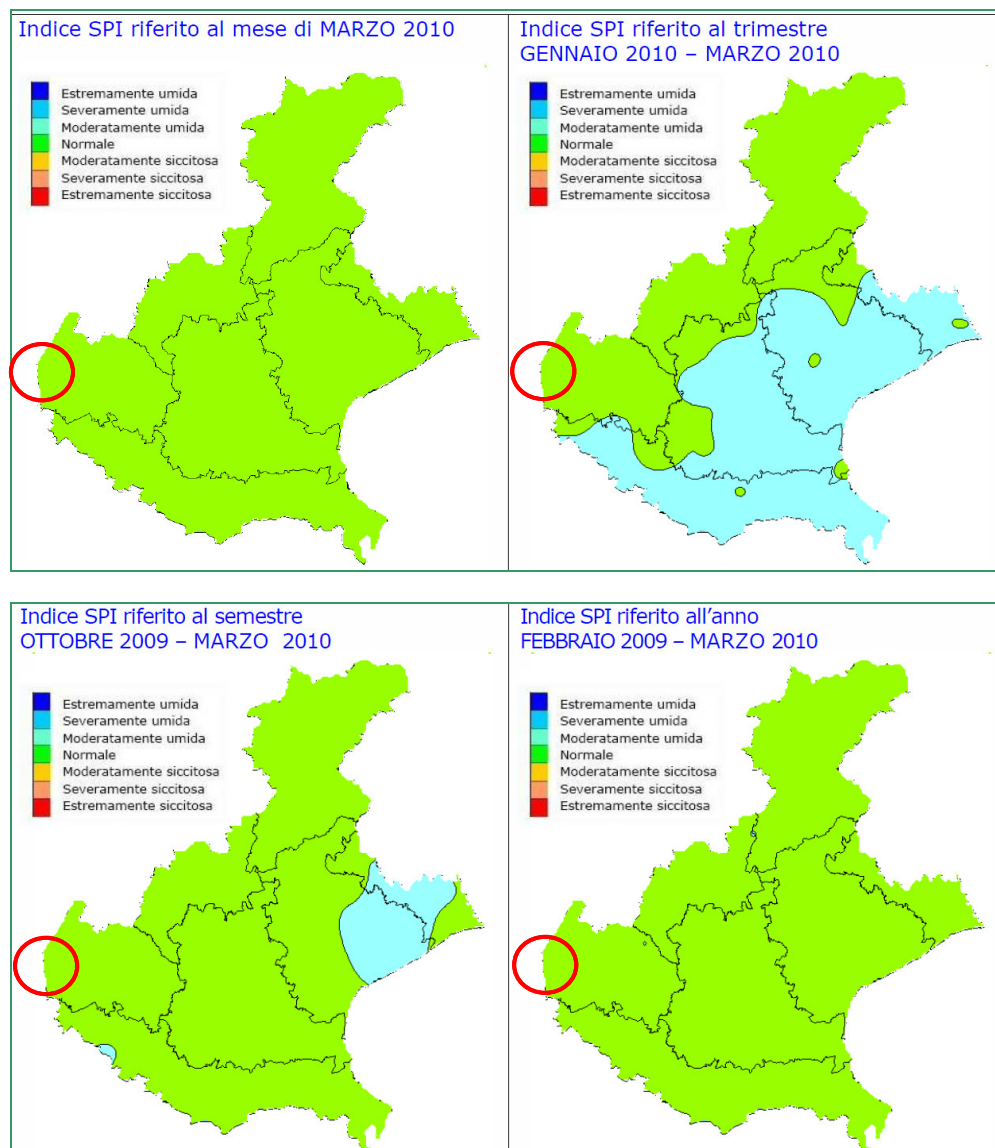 Indice SPI riferito al mese di MARZO 2010
Estremamente umida
Severamente umida
Moderatamente umida
Normale
Moderatamente siccitosa
Severamente siccitosa
Estremamente siccitosa
Indice SPI riferito al trimestre
GENNAIO 2010 – MARZO 2010
Estremamente umida
Severamente umida
Moderatamente umida
Normale
Moderatamente siccitosa
Severamente siccitosa
Estremamente siccitosa
Indice SPI riferito al semestre
OTTOBRE 2009 – MARZO 2010
Estremamente umida
Severamente umida
Moderatamente umida
Normale
Moderatamente siccitosa
Severamente siccitosa
Estremamente siccitosa
Indice SPI riferito all'anno
FEBBRAIO 2009 – MARZO 2010
Estremamente umida
Severamente umida
Moderatamente umida
Normale
Moderatamente siccitosa
Severamente siccitosa
Estremamente siccitosa